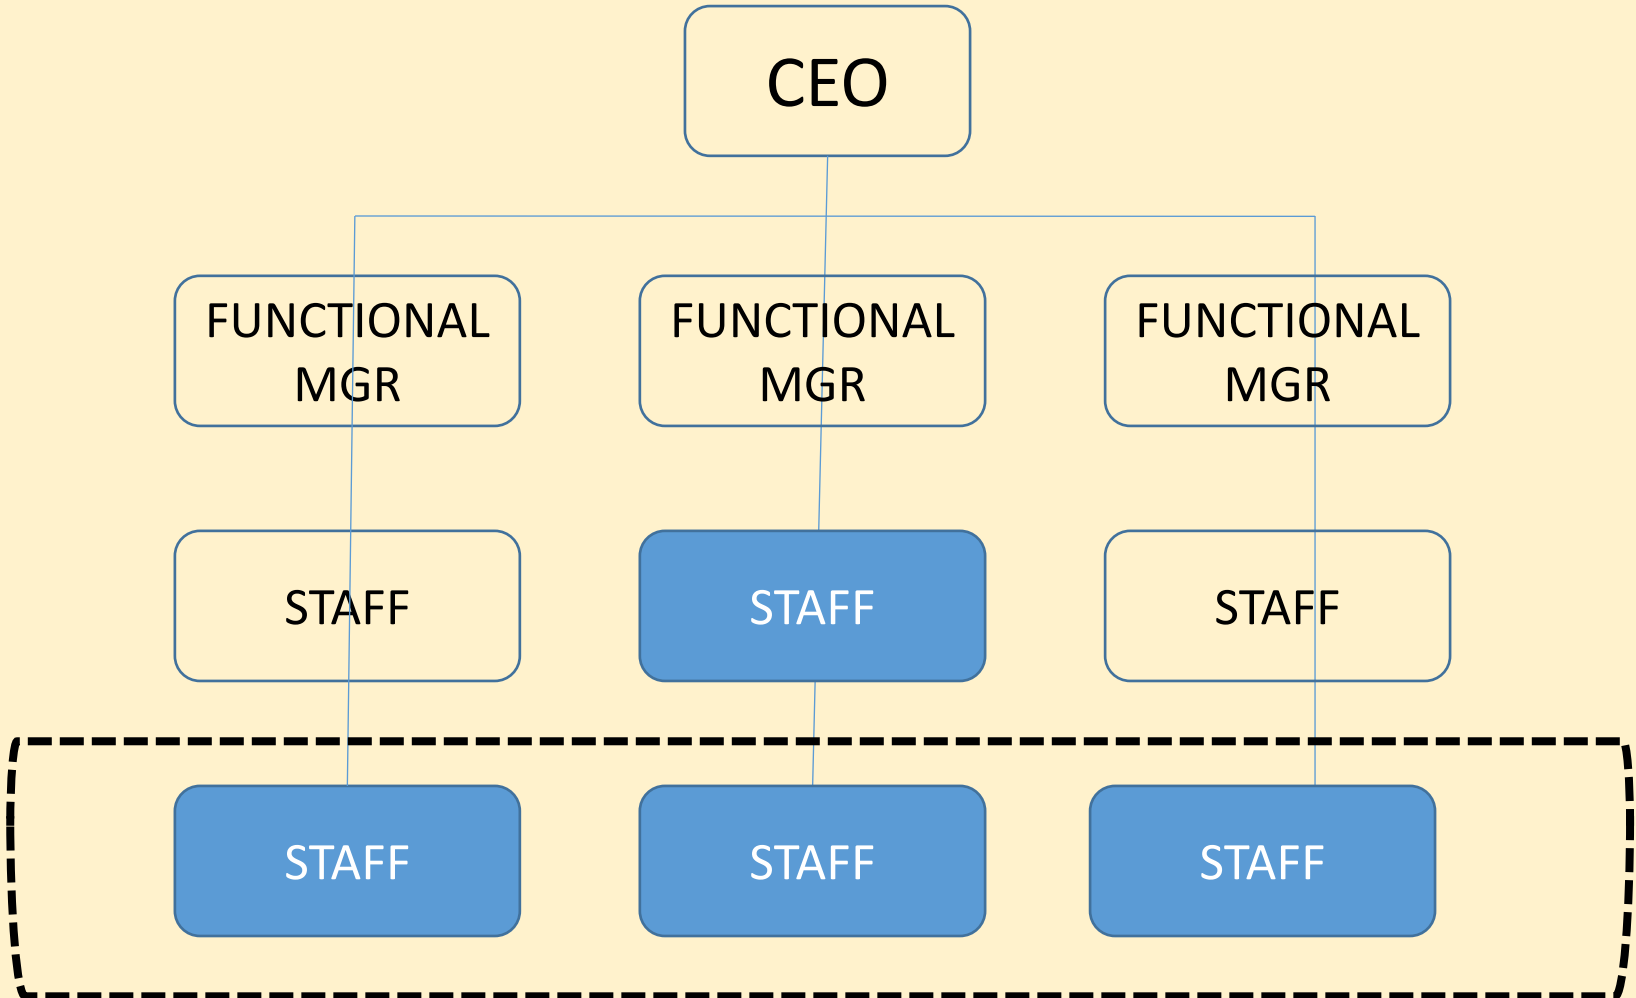 CEO
FUNCTIONAL
MGR
FUNCTIONAL
MGR
FUNCTIONAL
MGR
STAFF
STAFF
STAFF
STAFF
STAFF
STAFF